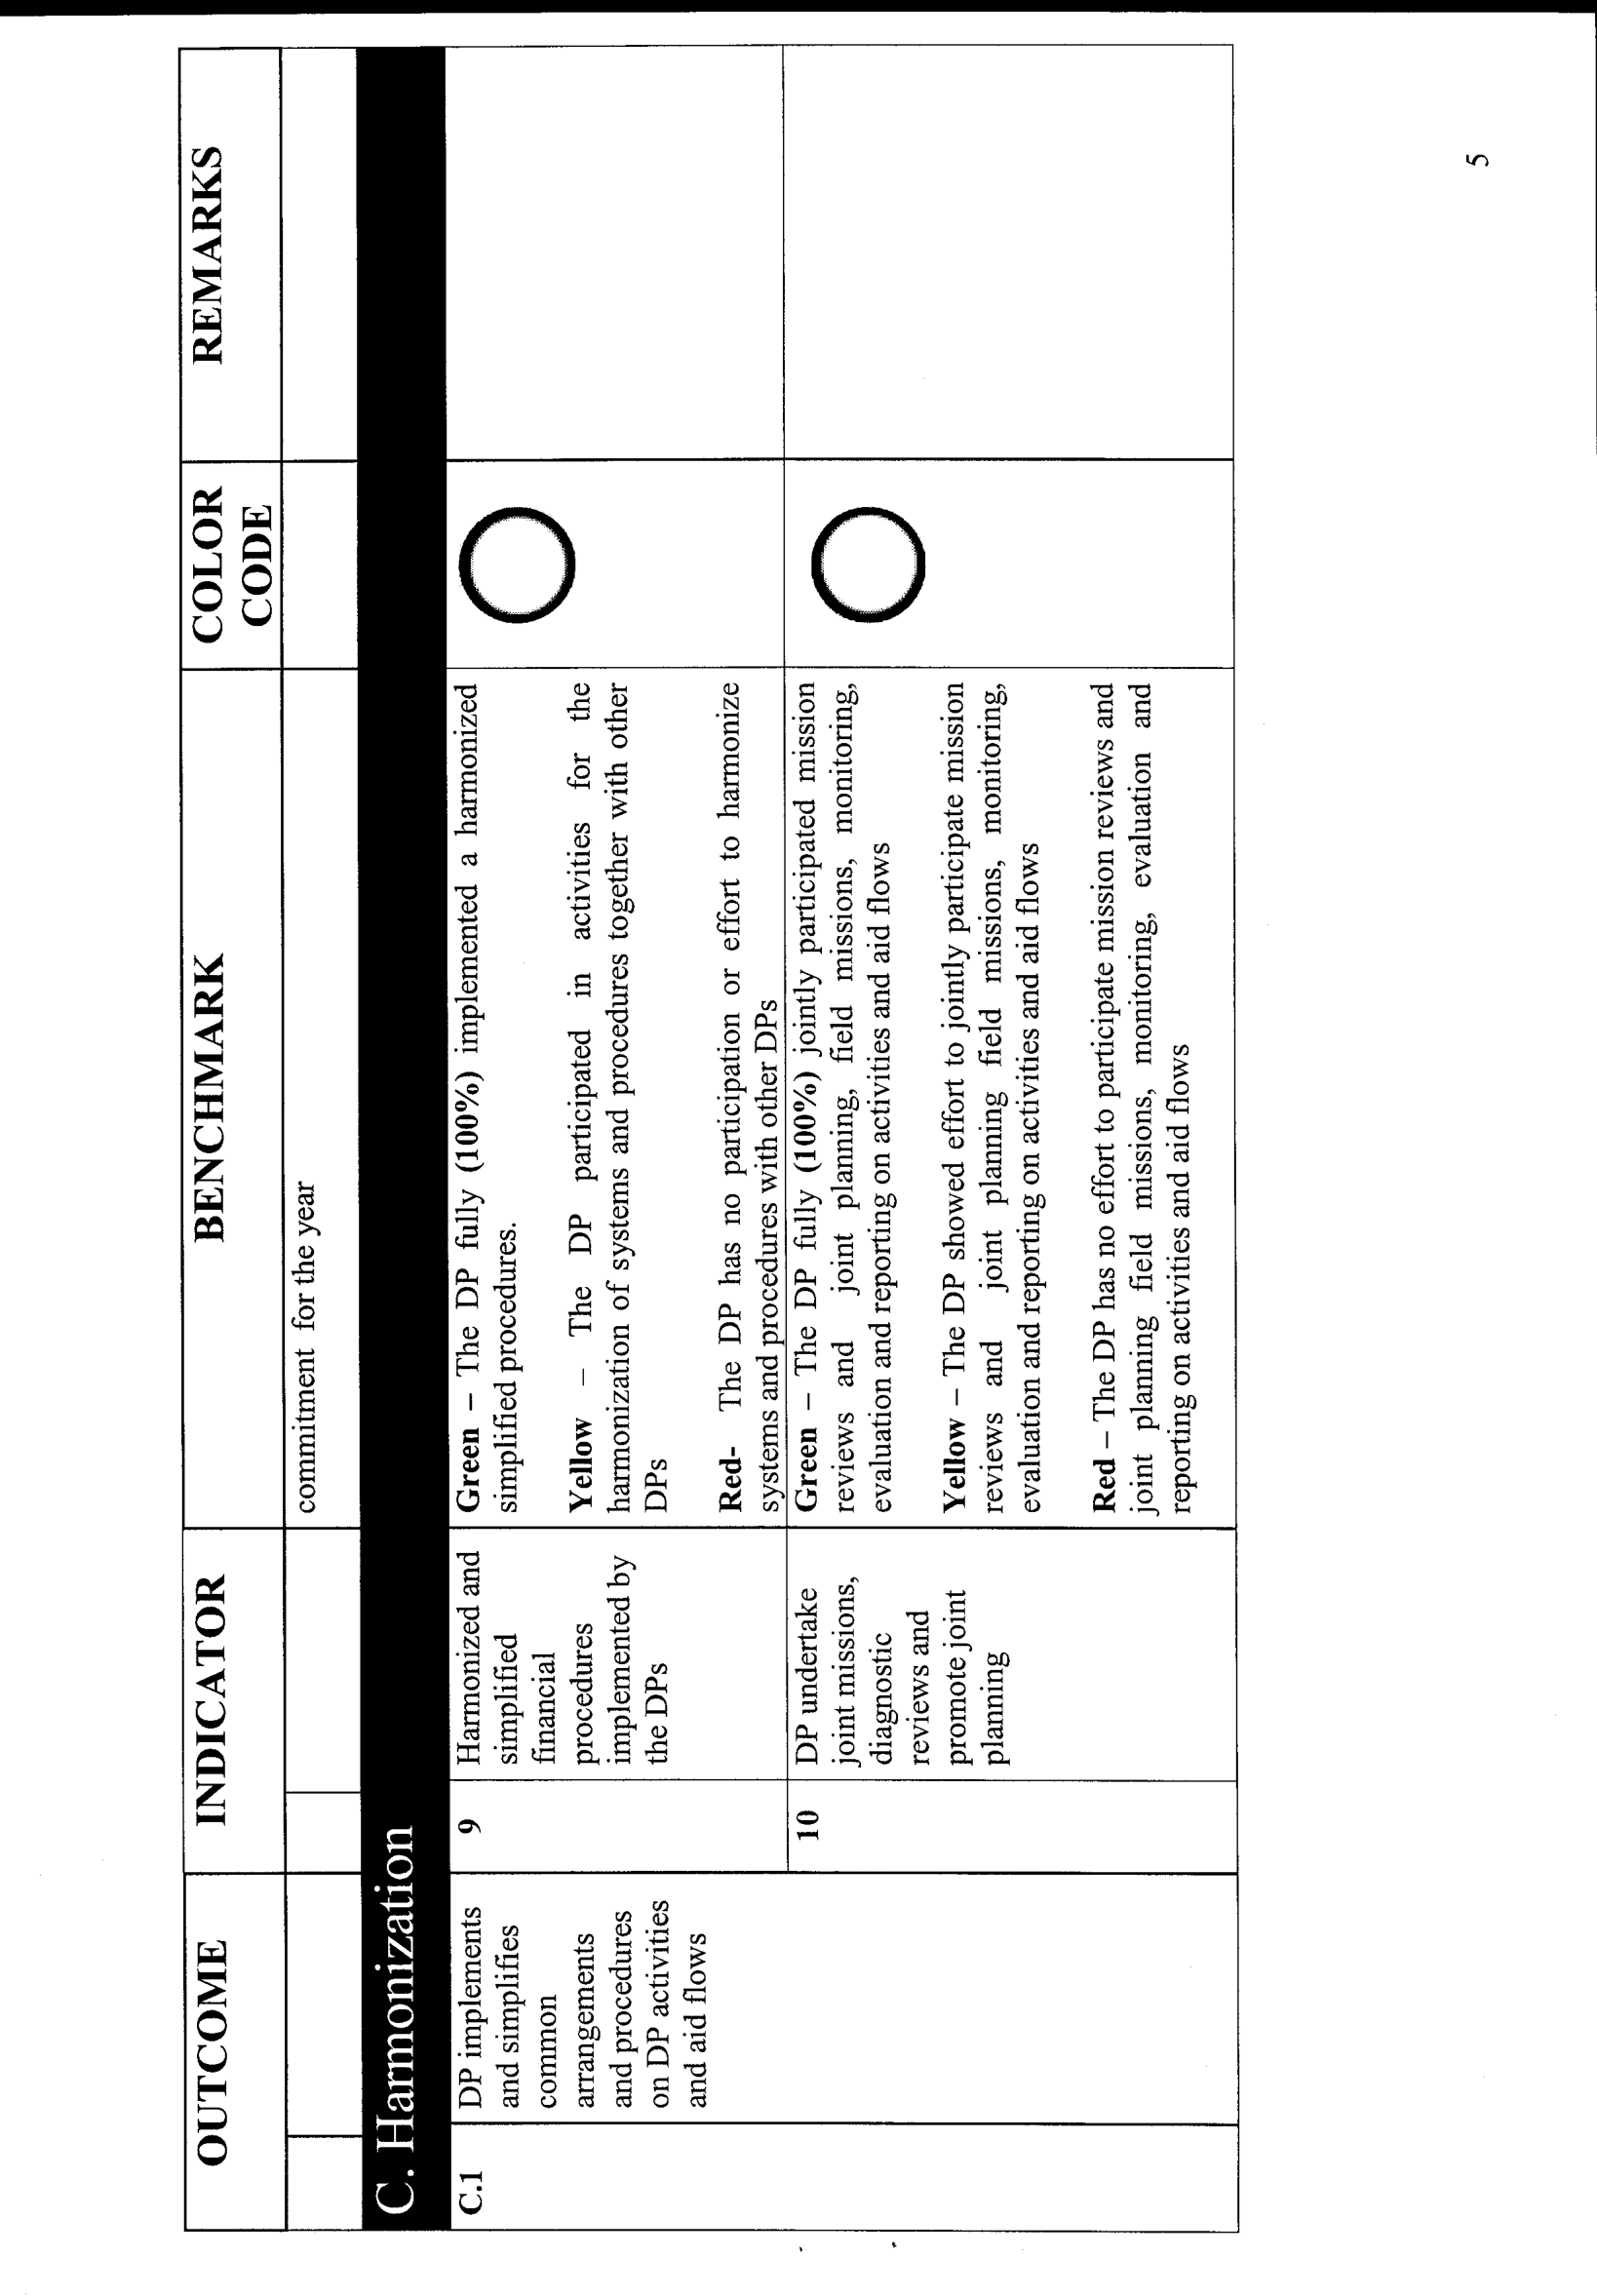 OUTCOME
INDICATOR
BENCHMARK
COLOR
CODE
REMARKS
commitment for the year
C. Harmonization
C.1
DP implements
and simplifies
common
arrangements
and procedures
on DP activities
and aid flows
9
Harmonized and
simplified
financial
procedures
implemented by
the DPs
Green – The DP fully (100%) implemented a harmonized
simplified procedures.
Yellow – The DP participated in activities for the
harmonization of systems and procedures together with other
DPs
Red- The DP has no participation or effort to harmonize
systems and procedures with other DPs
10
DP undertake
joint missions,
diagnostic
reviews and
promote joint
planning
Green – The DP fully (100%) jointly participated mission
reviews and joint planning, field missions, monitoring,
evaluation and reporting on activities and aid flows
Yellow – The DP showed effort to jointly participate mission
reviews and joint planning field missions, monitoring,
evaluation and reporting on activities and aid flows
Red – The DP has no effort to participate mission reviews and
joint planning field missions, monitoring, evaluation and
reporting on activities and aid flows
5